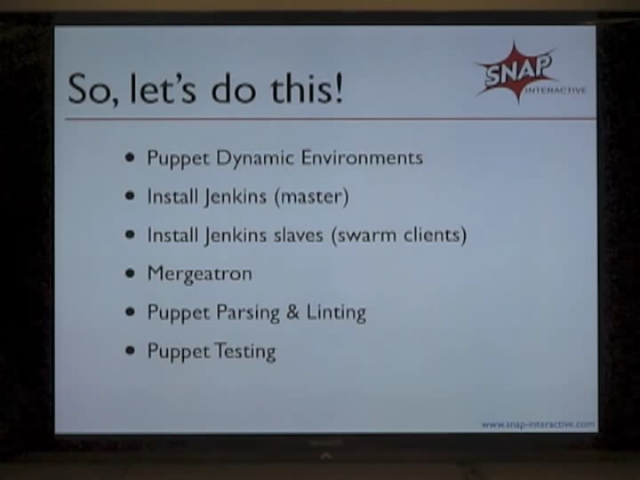 So, let's do this!
SNAP
INTERACTIVE
• Puppet Dynamic Environments
• Install Jenkins (master)
• Install Jenkins slaves (swarm clients)
• Mergeatron
• Puppet Parsing & Linting
• Puppet Testing
www.snap-interactive.com